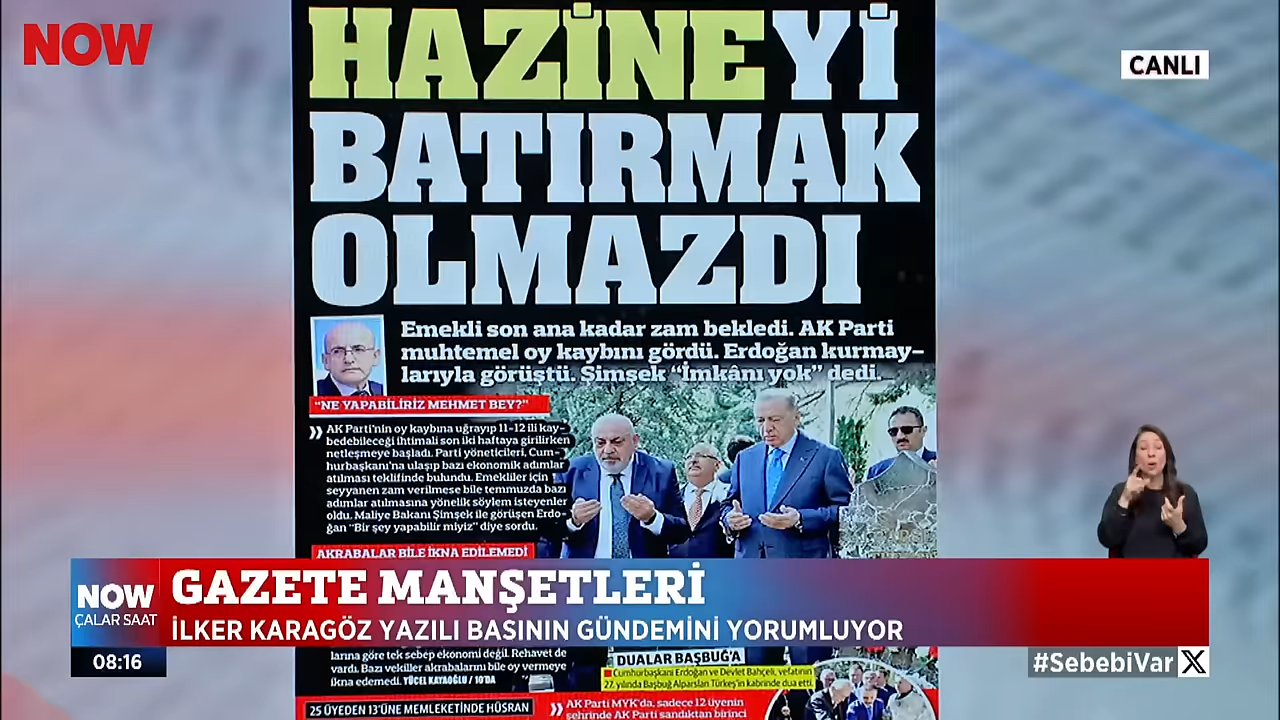 NOW
CANLI
HAZİNEYİ
BATIRMAK
OLMAZDI
Emekli son ana kadar zam bekledi. AK Parti
muhtemel oy kaybını gördü. Erdoğan kurmay–
larıyla görüştü. Şimşek “İmkânı yok” dedi.
“NE YAPABİLİRİZ MEHMET BEY?”
AK Parti’nin oy kaybına uğrayıp 11–12 ili kay-
bedebileceği ihtimali son iki haftaya girilirken
netleşmeye başladı. Parti yöneticileri, Cum-
hurbaşkanı’na ulaşıp bazı ekonomik adımlar
atılması teklifinde bulundu. Emekliler için
seyyanen zam verilmese bile temmuzda bazı
adımlar atılmasına yönelik söylem isteyenler
oldu. Maliye Bakanı Şimşek ile görüşen Erdo-
ğan “Bir şey yapabilir miyiz” diye sordu.
AKRABALAR BİLE İKNA EDİLEMEDİ
NOW
ÇALAR SAAT
GAZETE MANŞETLERİ
İLKER KARAGÖZ YAZILI BASININ GÜNDEMİNİ YORUMLUYOR
08:16
#SebebiVar X
larına göre tek sebep ekonomi değil. Rehavet de
vardı. Bazı vekiller akrabalarını bile oy vermeye
ikna edemedi. YÜCEL KAYAOĞLU / 10’DA
DUALAR BAŞBUĞ’A
Cumhurbaşkanı Erdoğan ve Devlet Bahçeli, vefatının
27. yılında Başbuğ Alparslan Türkeş’in kabrinde dua etti.
25 ÜYEDEN 13’ÜNE MEMLEKETİNDE HÜSRAN
AK Parti MYK’da, sadece 12 üyenin
şehrinde AK Parti sandıktan birinci